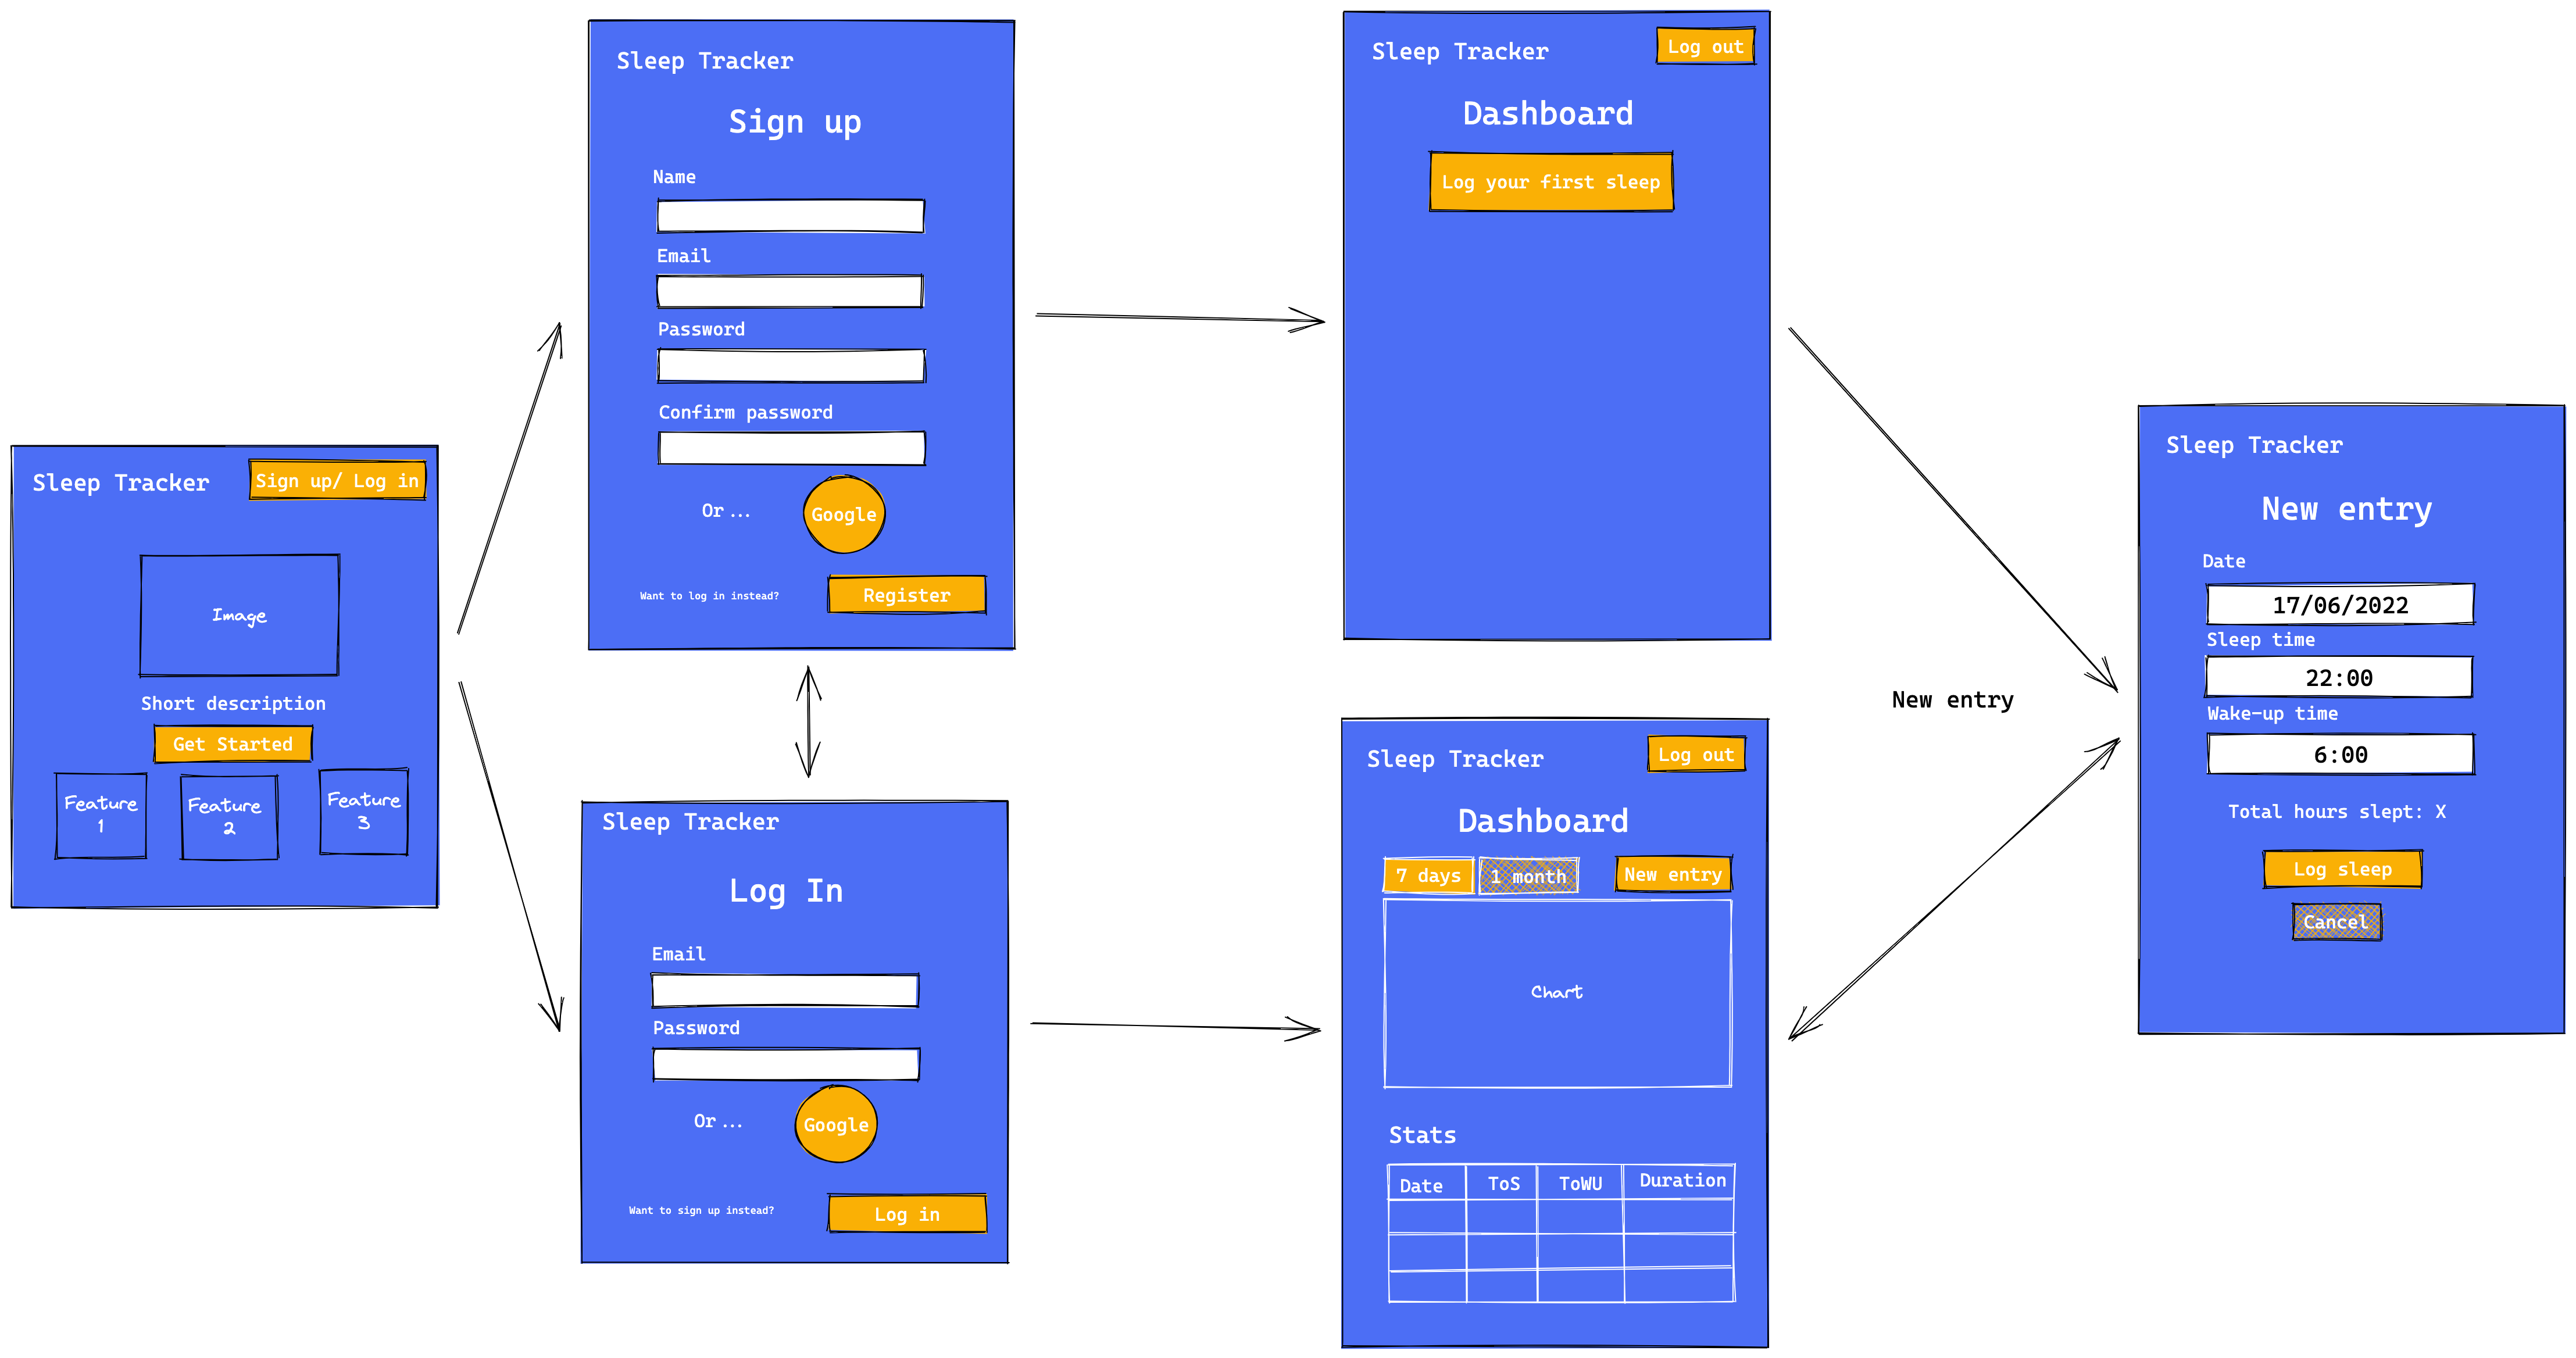 Sleep Tracker
Sign up/ Log in
Image
Short description
Get Started
Feature
1
Feature
2
Feature
3
Sleep Tracker
Sign up
Name
Email
Password
Confirm password
Or ...
Google
Want to log in instead?
Register
Sleep Tracker
Log In
Email
Password
Or ...
Google
Want to sign up instead?
Log in
Sleep Tracker
Log out
Dashboard
Log your first sleep
Sleep Tracker
Log out
Dashboard
7 days
1 month
New entry
Chart
Stats
Date
ToS
ToWU
Duration
New entry
Sleep Tracker
New entry
Date
17/06/2022
Sleep time
22:00
Wake-up time
6:00
Total hours slept: X
Log sleep
Cancel